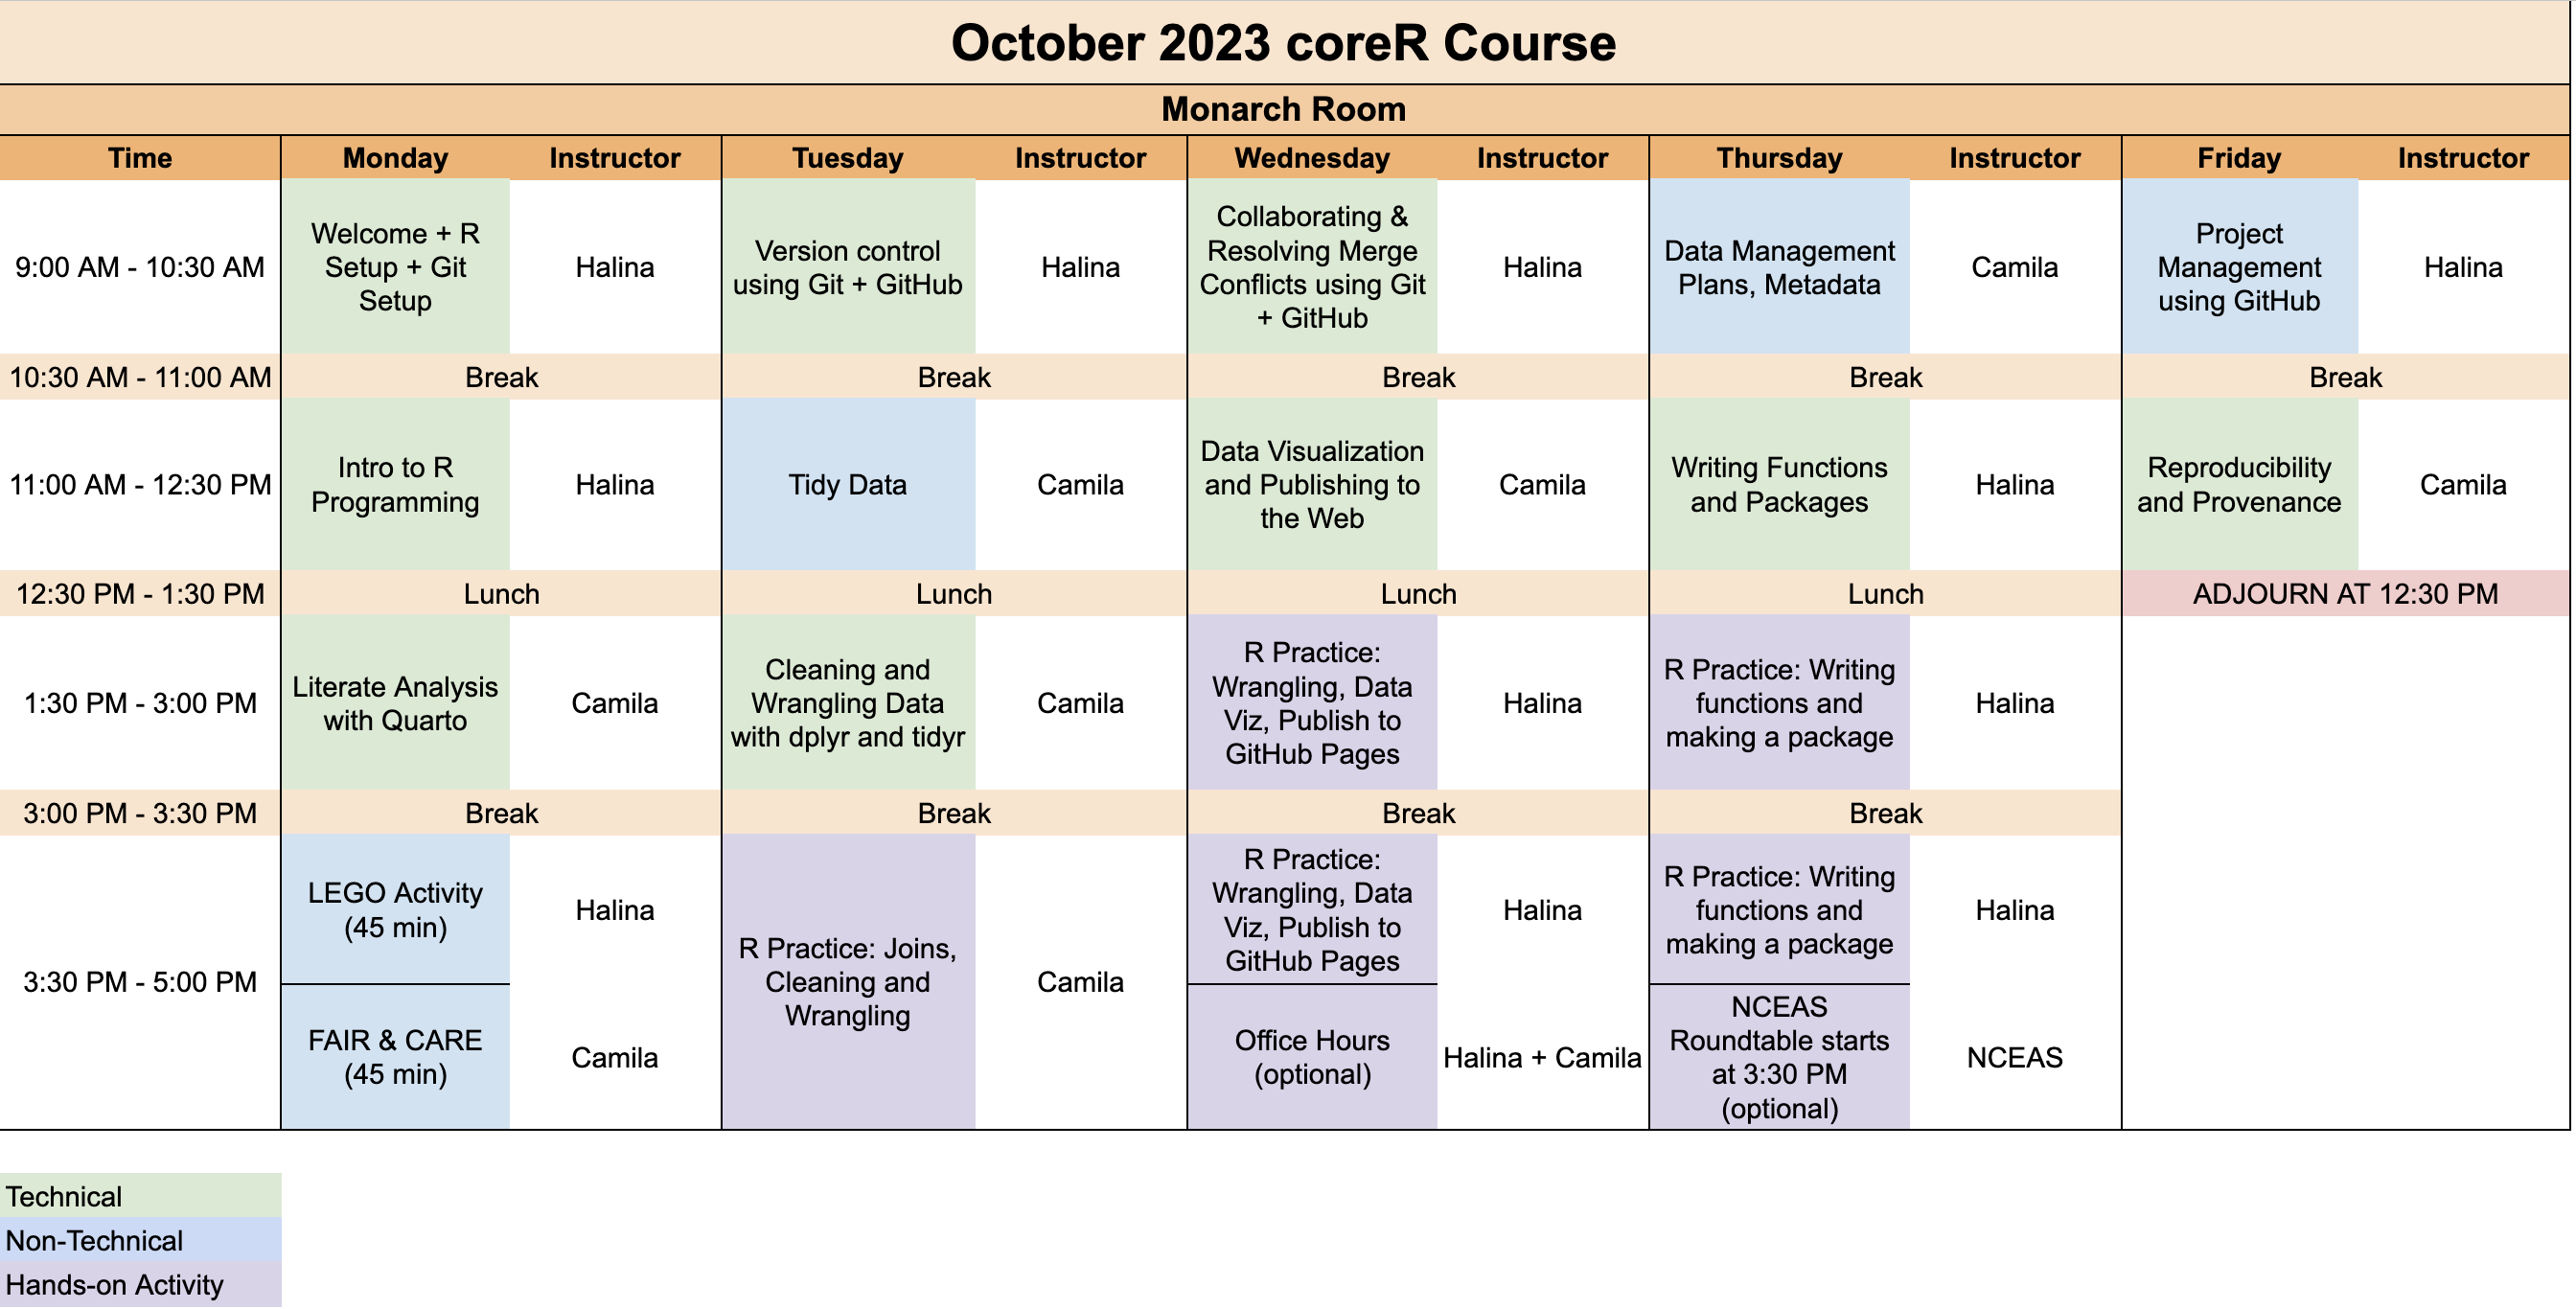 October 2023 coreR Course
Monarch Room
Time Monday Instructor Tuesday Instructor Wednesday Instructor Thursday Instructor Friday Instructor
9:00 AM - 10:30 AM
Welcome + R
Setup + Git
Setup
Halina
Version control
using Git + GitHub
Halina
Collaborating &
Resolving Merge
Conflicts using Git
+ GitHub
Halina
Data Management
Plans, Metadata
Camila
Project
Management
using GitHub
Halina
10:30 AM - 11:00 AM Break Break Break Break Break
11:00 AM - 12:30 PM
Intro to R
Programming
Halina
Tidy Data
Camila
Data Visualization
and Publishing to
the Web
Camila
Writing Functions
and Packages
Halina
Reproducibility
and Provenance
Camila
12:30 PM - 1:30 PM Lunch Lunch Lunch Lunch ADJOURN AT 12:30 PM
1:30 PM - 3:00 PM
Literate Analysis
with Quarto
Camila
Cleaning and
Wrangling Data
with dplyr and tidyr
Camila
R Practice:
Wrangling, Data
Viz, Publish to
GitHub Pages
Halina
R Practice: Writing
functions and
making a package
Halina
3:00 PM - 3:30 PM Break Break Break Break
3:30 PM - 5:00 PM
LEGO Activity
(45 min)
Halina
FAIR & CARE
(45 min)
Camila
R Practice: Joins,
Cleaning and
Wrangling
Camila
R Practice:
Wrangling, Data
Viz, Publish to
GitHub Pages
Halina
Office Hours
(optional)
Halina + Camila
R Practice: Writing
functions and
making a package
Halina
NCEAS
Roundtable starts
at 3:30 PM
(optional)
NCEAS
Technical
Non-Technical
Hands-on Activity